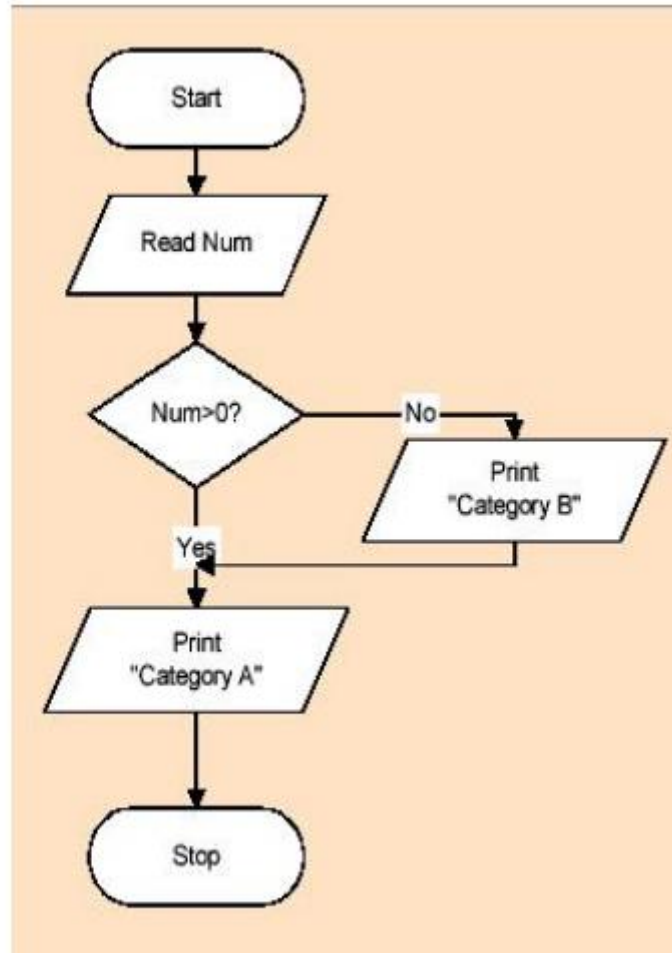 Start
Read Num
Num>0?
No
Print
"Category B"
Yes
Print
"Category A"
Stop